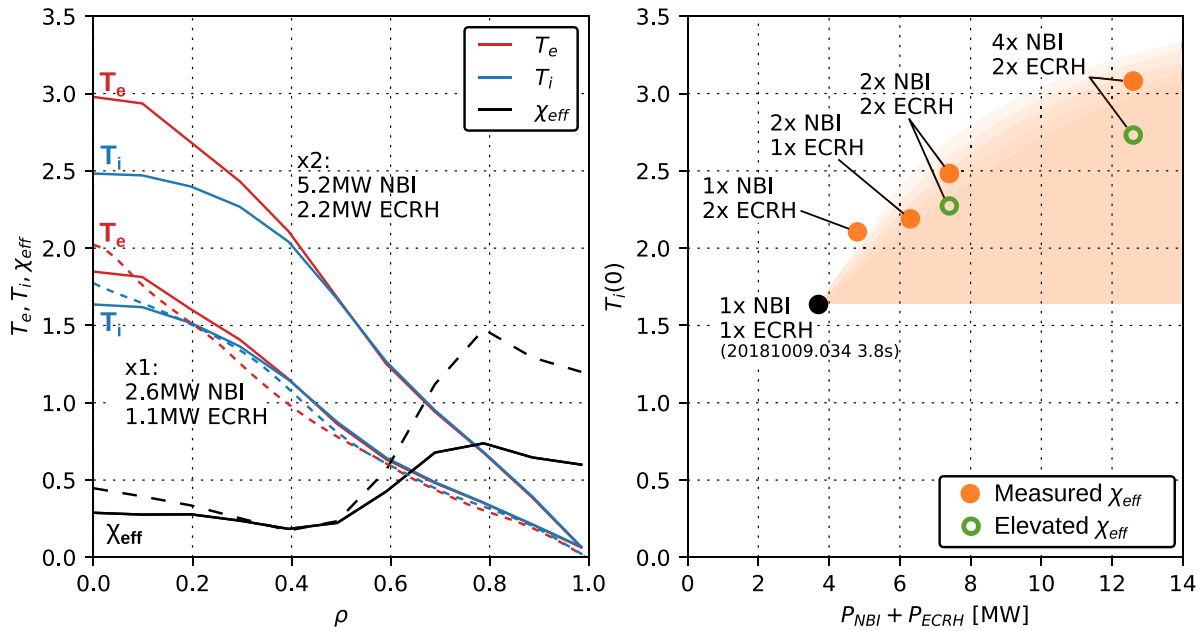 3.5
3.0
2.5
2.0
1.5
1.0
0.5
0.0
T_e, T_i, χ_eff
T_e
T_i
χ_eff
T_e
T_i
x2:
5.2MW NBI
2.2MW ECRH
T_e
T_i
x1:
2.6MW NBI
1.1MW ECRH
χ_eff
0.0 0.2 0.4 0.6 0.8 1.0
ρ
3.5
3.0
2.5
2.0
1.5
1.0
0.5
0.0
T_i(0)
4x NBI
2x ECRH
2x NBI
2x ECRH
2x NBI
1x ECRH
1x NBI
2x ECRH
1x NBI
1x ECRH
(20181009.034 3.8s)
Measured χ_eff
Elevated χ_eff
0 2 4 6 8 10 12 14
P_NBI + P_ECRH [MW]